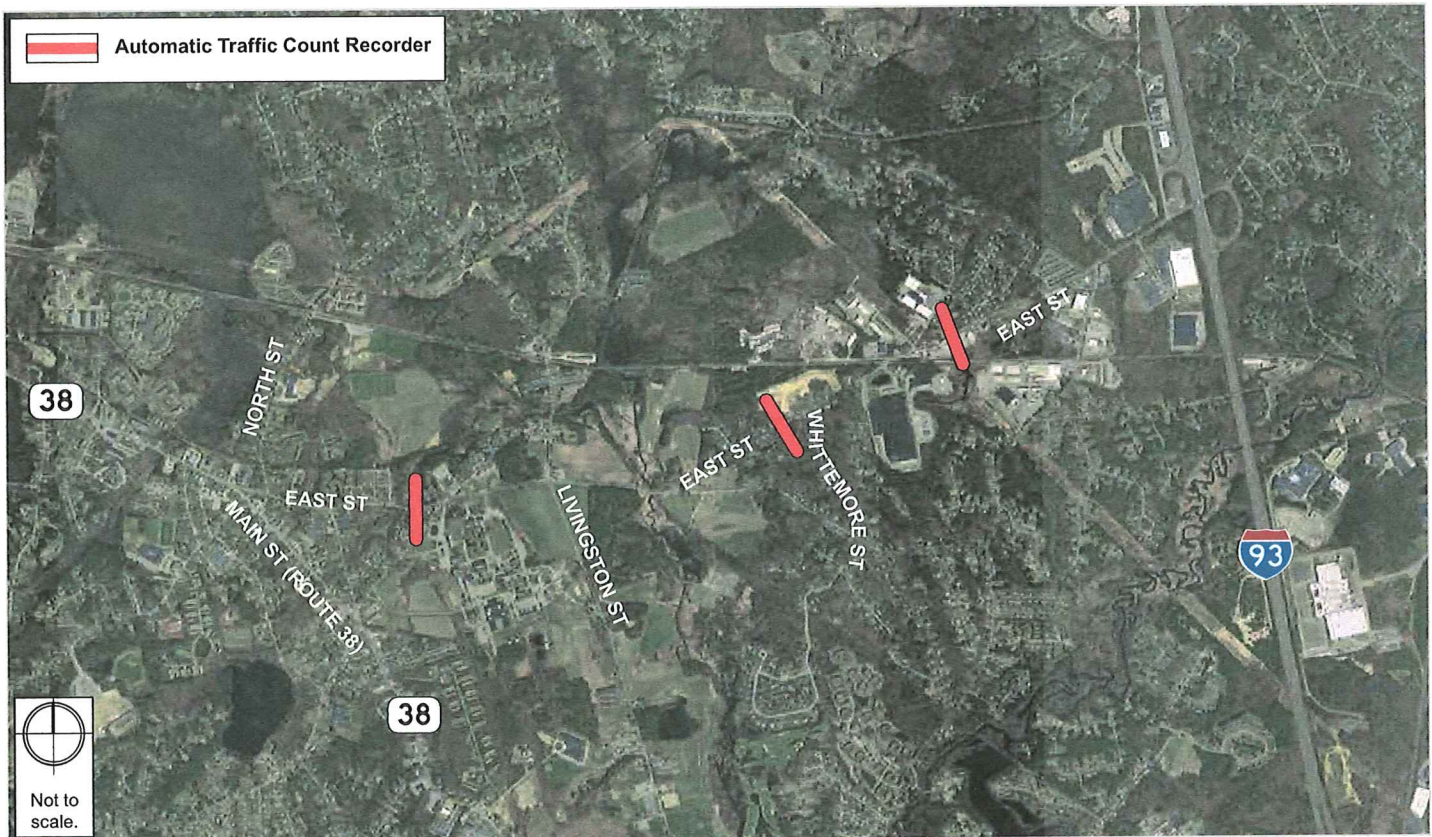 Automatic Traffic Count Recorder
EAST ST
NORTH ST
38
EAST ST
WHITTEMORE ST
EAST ST
LIVINGSTON ST
MAIN ST (ROUTE 38)
93
38
Not to
scale.